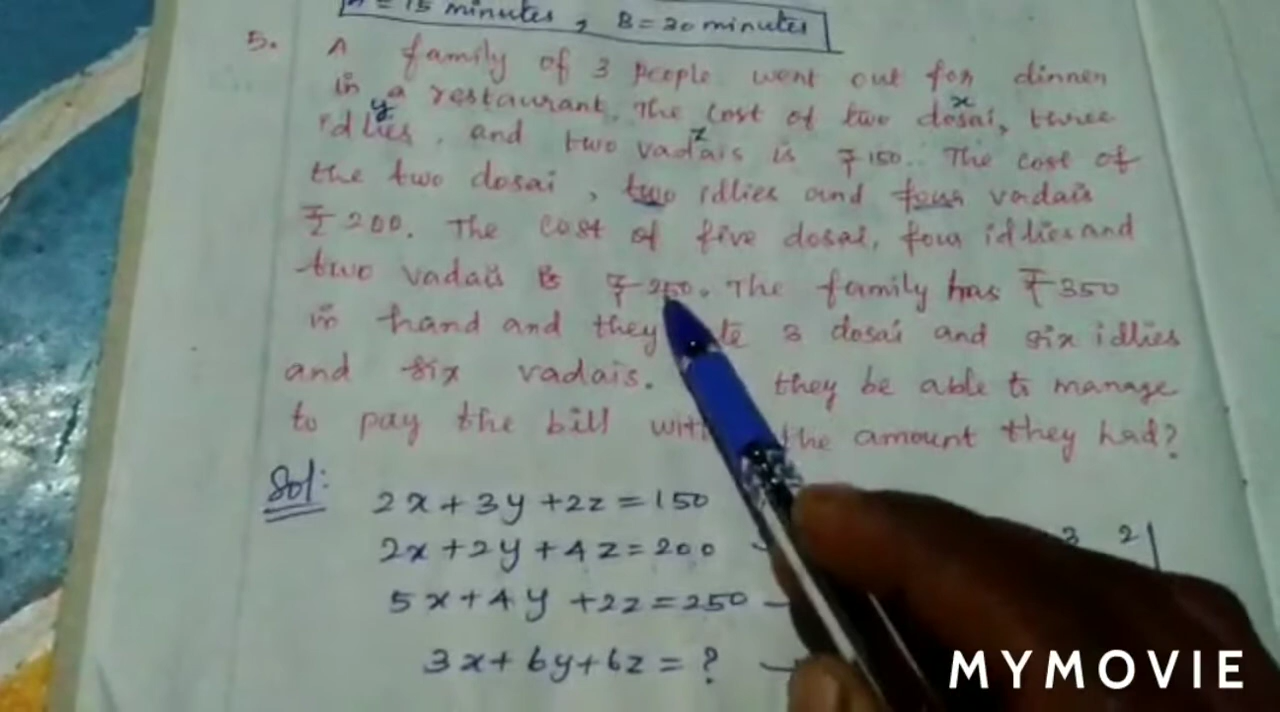 = 15 minutes, B = 30 minutes
5. A family of 3 people went out for dinner
in a restaurant. The cost of two dosai, three
y x
idlies, and two vadais is ₹150. The cost of
z
the two dosai, two idlies and four vadais
₹200. The cost of five dosai, four idlies and
two vadais is ₹250. The family has ₹350
in hand and they te 3 dosai and six idlies
and six vadais. they be able to manage
to pay the bill wit the amount they had?
Sol:
2x + 3y + 2z = 150
2x + 2y + 4z = 200
5x + 4y + 2z = 250
3x + 6y + 6z = ?
3 2
MYMOVIE